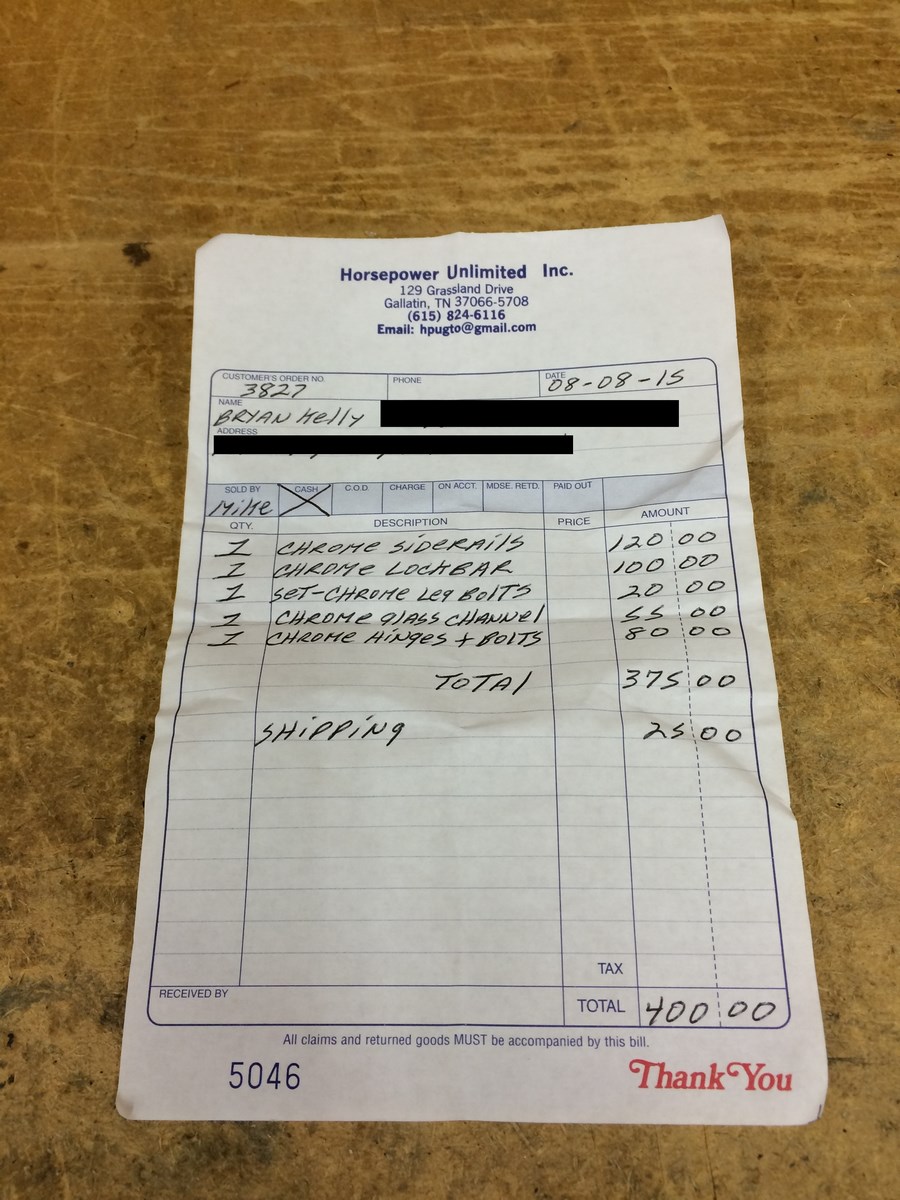 Horsepower Unlimited Inc.
129 Grassland Drive
Gallatin, TN 37066-5708
(615) 824-6116
Email: hpugto@gmail.com
CUSTOMER'S ORDER NO. PHONE DATE
3827 08-08-15
NAME
BRYAN Kelly
ADDRESS
SOLD BY CASH C.O.D. CHARGE ON ACCT. MDSE. RETD. PAID OUT
Mike
QTY. DESCRIPTION PRICE AMOUNT
1 CHROME SIDERAILS 120 00
1 CHROME LOCKBAR 100 00
1 SET-CHROME Leg BOLTS 20 00
1 CHROME glASS CHANNEL 55 00
1 CHROME HINGES + BOLTS 80 00
TOTAL 375 00
SHIPPING 25 00
TAX
RECEIVED BY
TOTAL 400 00
All claims and returned goods MUST be accompanied by this bill.
5046 Thank You